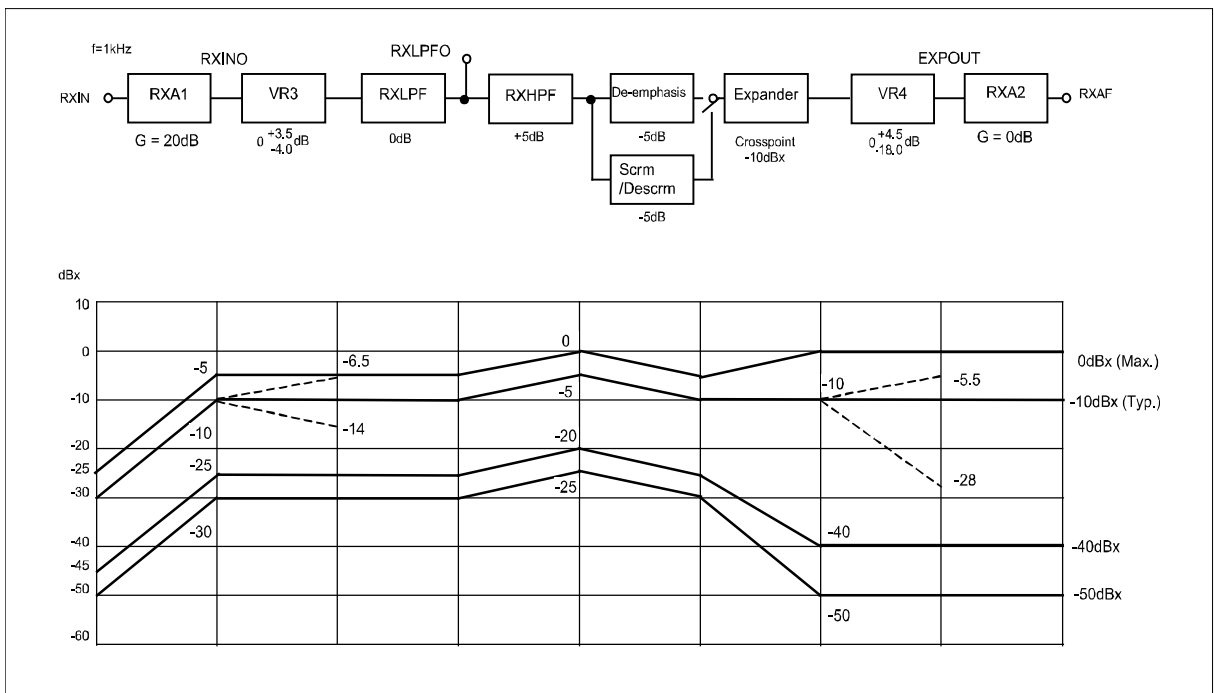 f=1kHz
RXINO
RXLPFO
EXPOUT
RXIN
RXA1
VR3
RXLPF
RXHPF
De-emphasis
Expander
VR4
RXA2
RXAF
G = 20dB
0 +3.5 -4.0 dB
0dB
+5dB
-5dB
Crosspoint
-10dBx
0 +4.5 -18.0 dB
G = 0dB
Scrm
/Descrm
-5dB
dBx
10
0
-10
-20
-25
-30
-40
-45
-50
-60
-5
-6.5
0
-10
-14
-5
-10
-5.5
-25
-20
-28
-30
-25
-40
-50
0dBx (Max.)
-10dBx (Typ.)
-40dBx
-50dBx